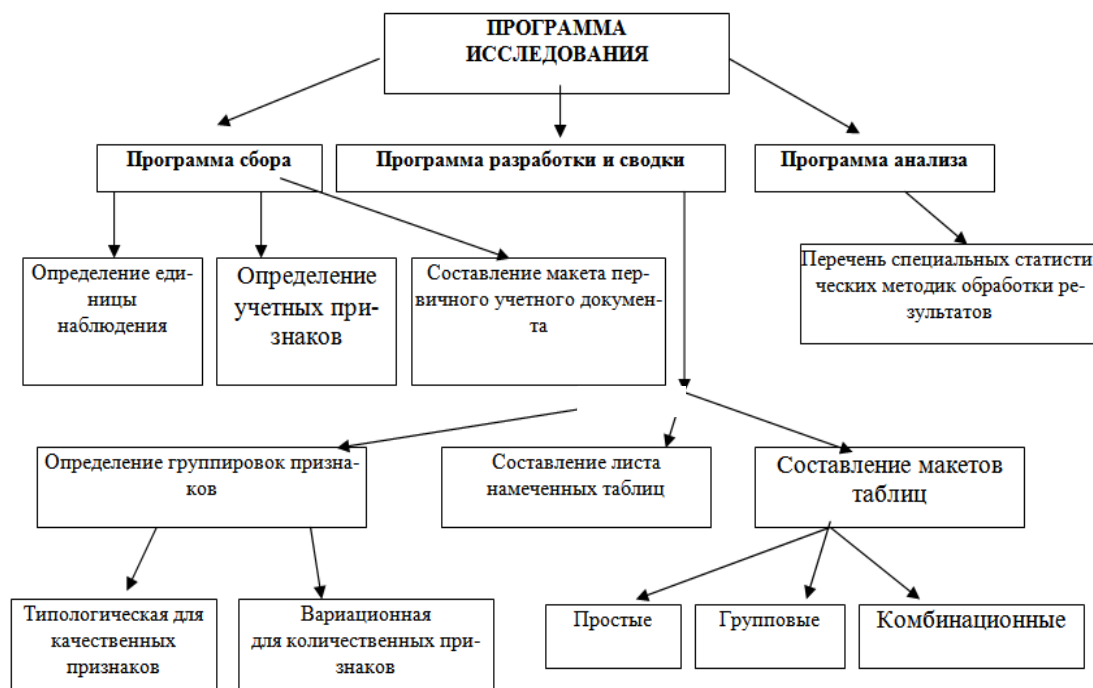 ПРОГРАММА
ИССЛЕДОВАНИЯ
Программа сбора
Программа разработки и сводки
Программа анализа
Определение еди-
ницы
наблюдения
Определение
учетных при-
знаков
Составление макета пер-
вичного учетного докумен-
та
Перечень специальных статисти-
ческих методик обработки ре-
зультатов
Определение группировок призна-
ков
Составление листа
намеченных таблиц
Составление макетов
таблиц
Типологическая для
качественных
признаков
Вариационная
для количественных при-
знаков
Простые
Групповые
Комбинационные